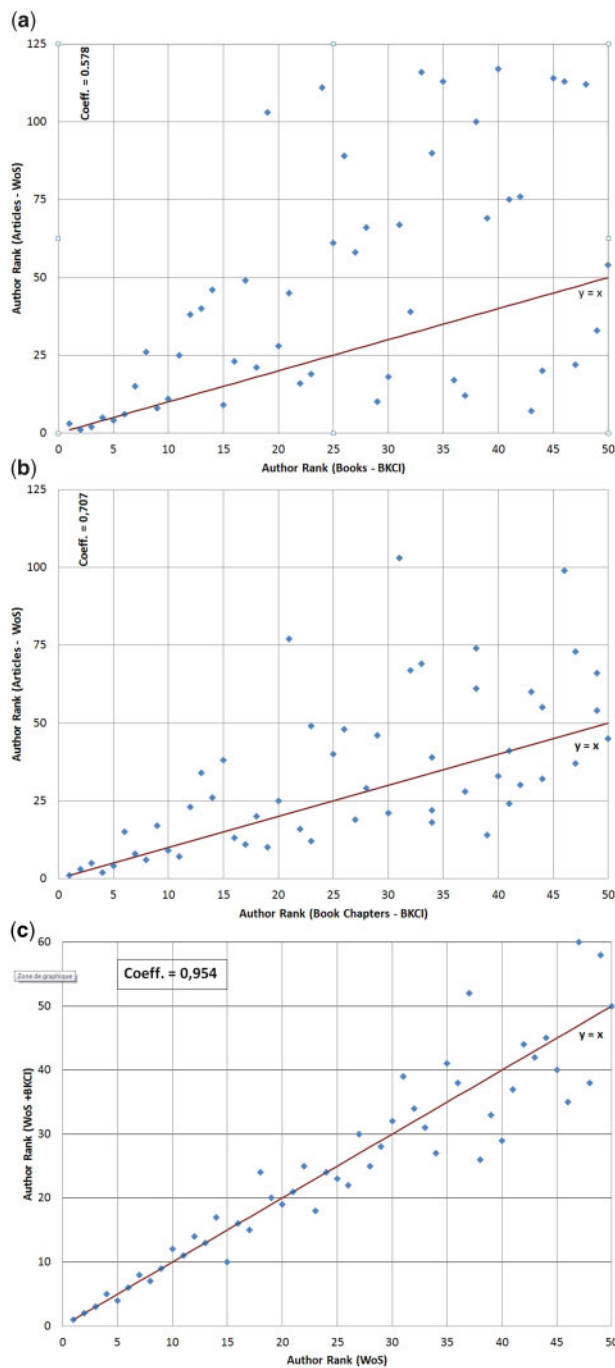 (a)
125
100
75
50
25
0
Coeff. = 0.578
Author Rank (Articles - WoS)
y = x
0 5 10 15 20 25 30 35 40 45 50
Author Rank (Books - BKCI)
(b)
125
100
75
50
25
0
Coeff. = 0,707
Author Rank (Articles - WoS)
y = x
0 5 10 15 20 25 30 35 40 45 50
Author Rank (Book Chapters - BKCI)
(c)
60
50
40
30
20
10
0
Zone de graphique
Coeff. = 0,954
Author Rank (WoS +BKCI)
y = x
0 5 10 15 20 25 30 35 40 45 50
Author Rank (WoS)